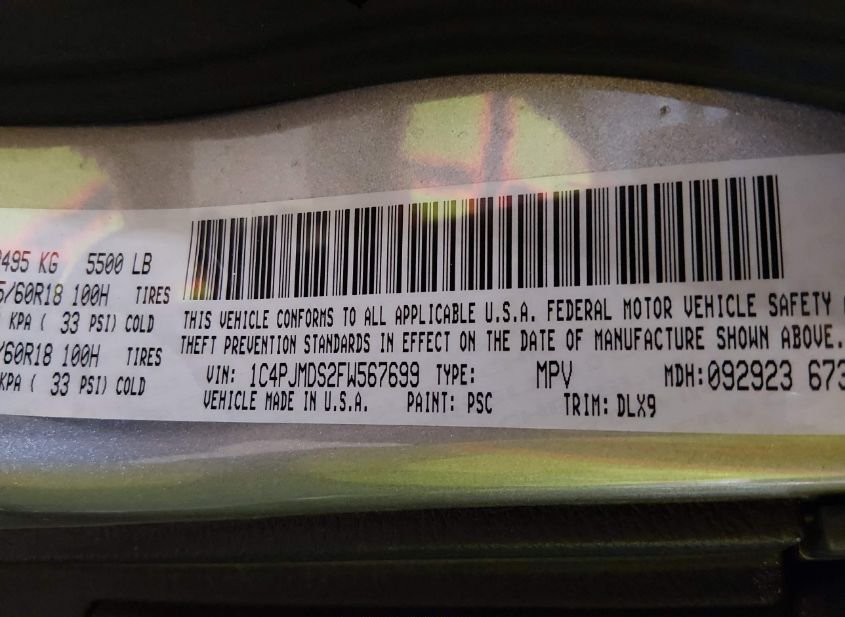 495 KG 5500 LB
/60R18 100H TIRES
KPA ( 33 PSI) COLD
/60R18 100H TIRES
KPA ( 33 PSI) COLD
THIS VEHICLE CONFORMS TO ALL APPLICABLE U.S.A. FEDERAL MOTOR VEHICLE SAFETY
THEFT PREVENTION STANDARDS IN EFFECT ON THE DATE OF MANUFACTURE SHOWN ABOVE.
VIN: 1C4PJMDS2FW567699 TYPE: MPV MDH: 092923 673
VEHICLE MADE IN U.S.A. PAINT: PSC TRIM: DLX9